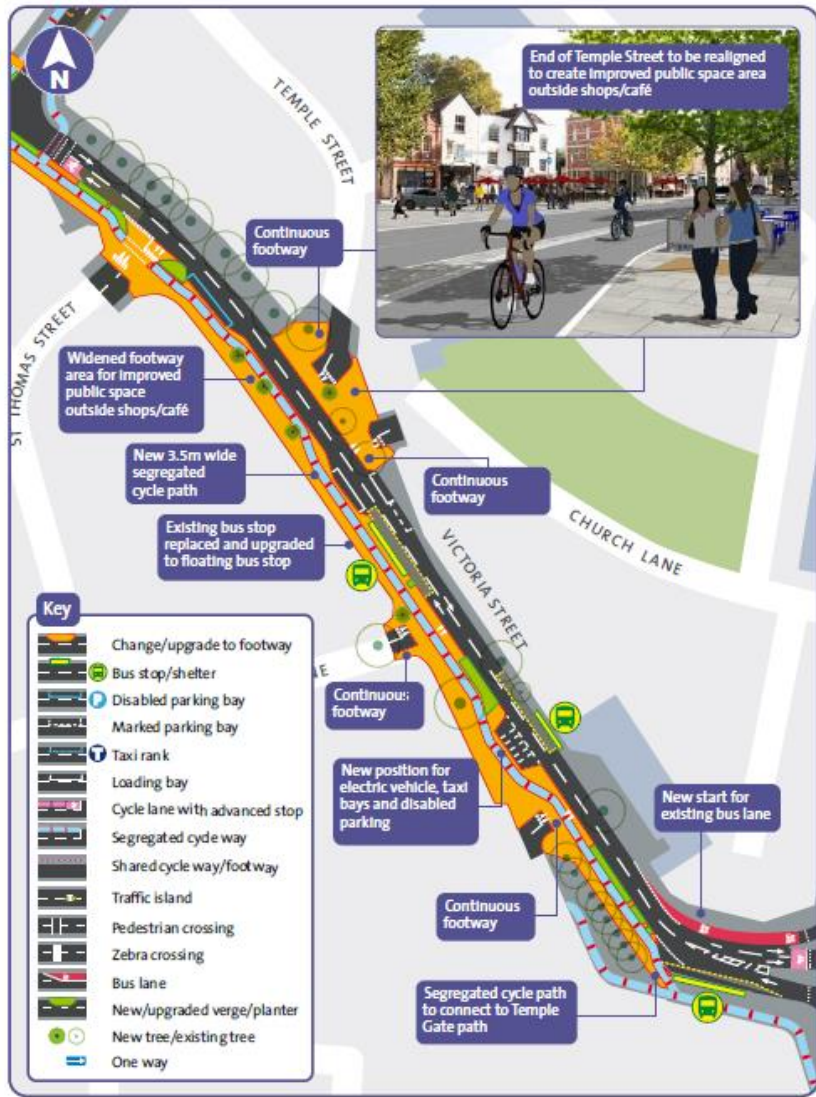 N
TEMPLE STREET
End of Temple Street to be realigned
to create improved public space area
outside shops/café
Continuous
footway
ST THOMAS STREET
Widened footway
area for improved
public space
outside shops/café
New 3.5m wide
segregated
cycle path
Continuous
footway
CHURCH LANE
Existing bus stop
replaced and upgraded
to floating bus stop
VICTORIA STREET
Continuous
footway
New position for
electric vehicle, taxi
bays and disabled
parking
New start for
existing bus lane
Continuous
footway
Segregated cycle path
to connect to Temple
Gate path
Key
Change/upgrade to footway
Bus stop/shelter
P Disabled parking bay
Marked parking bay
T Taxi rank
Loading bay
Cycle lane with advanced stop
Segregated cycle way
Shared cycle way/footway
Traffic island
Pedestrian crossing
Zebra crossing
Bus lane
New/upgraded verge/planter
New tree/existing tree
One way